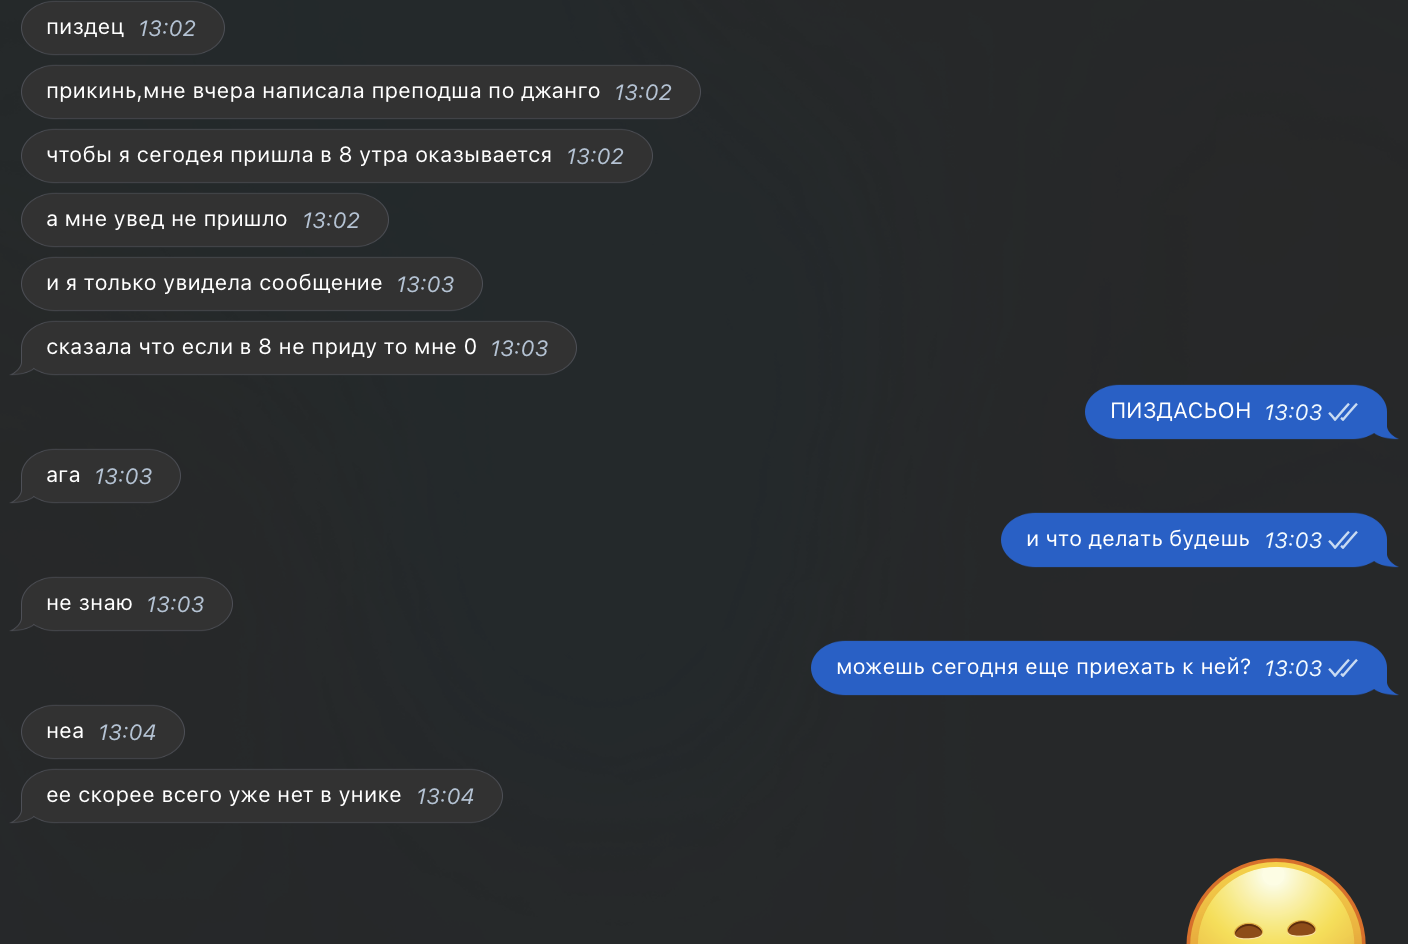 пиздец 13:02
прикинь,мне вчера написала преподша по джанго 13:02
чтобы я сегодея пришла в 8 утра оказывается 13:02
а мне увед не пришло 13:02
и я только увидела сообщение 13:03
сказала что если в 8 не приду то мне 0 13:03
ПИЗДАСЬОН 13:03
ага 13:03
и что делать будешь 13:03
не знаю 13:03
можешь сегодня еще приехать к ней? 13:03
неа 13:04
ее скорее всего уже нет в унике 13:04